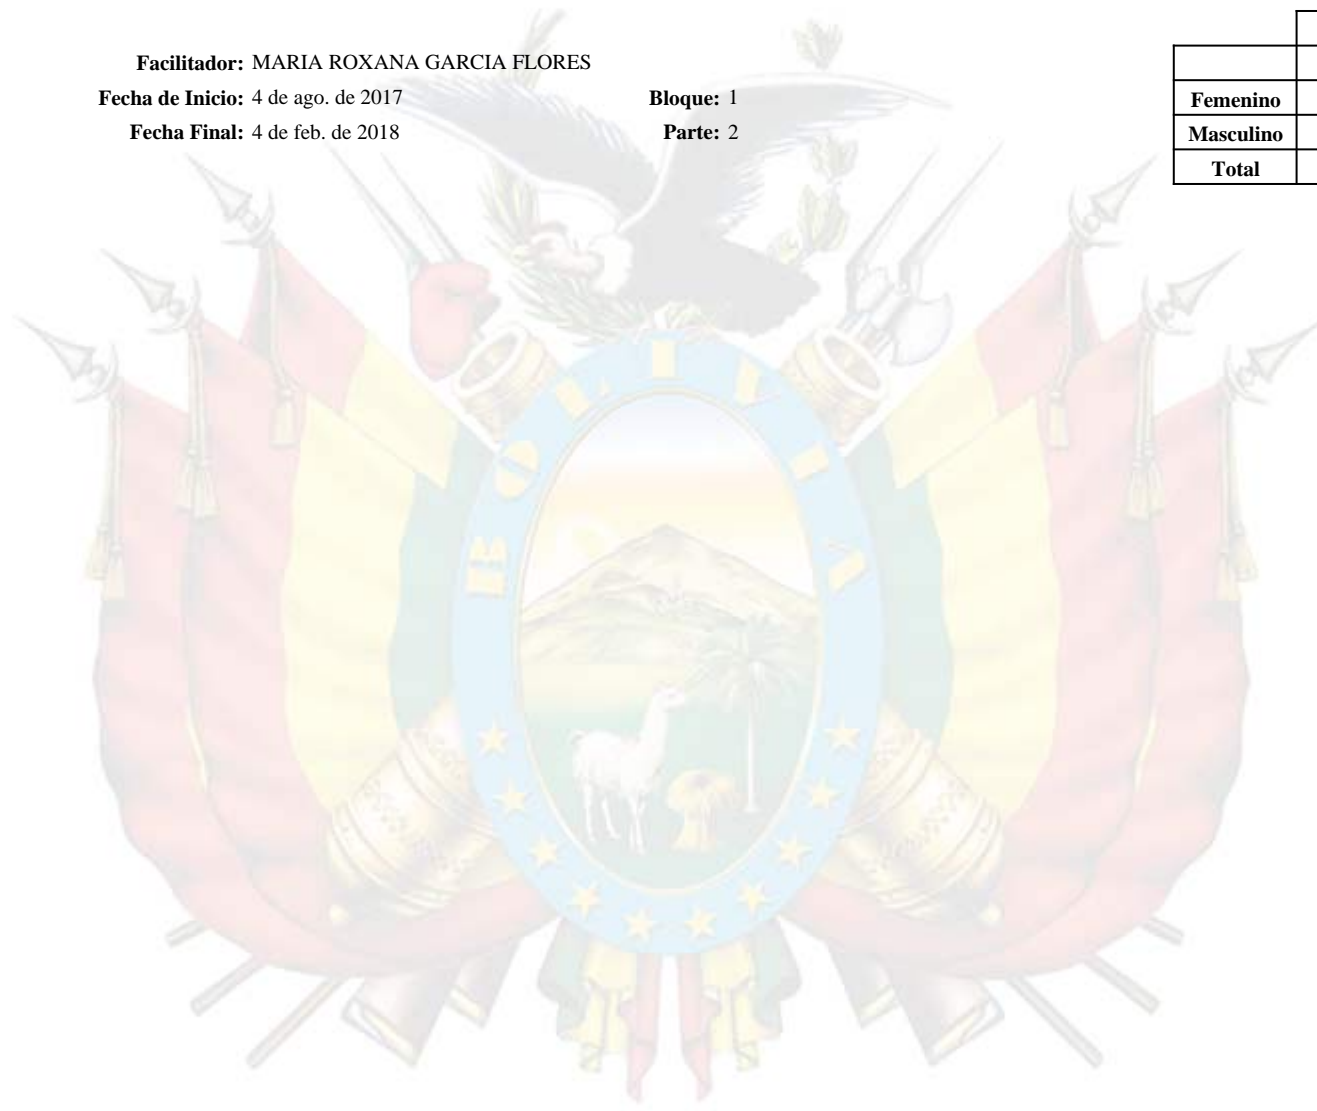 Facilitador: MARIA ROXANA GARCIA FLORES
Fecha de Inicio: 4 de ago. de 2017 Bloque: 1
Fecha Final: 4 de feb. de 2018 Parte: 2
Femenino
Masculino
Total
BOLIVIA